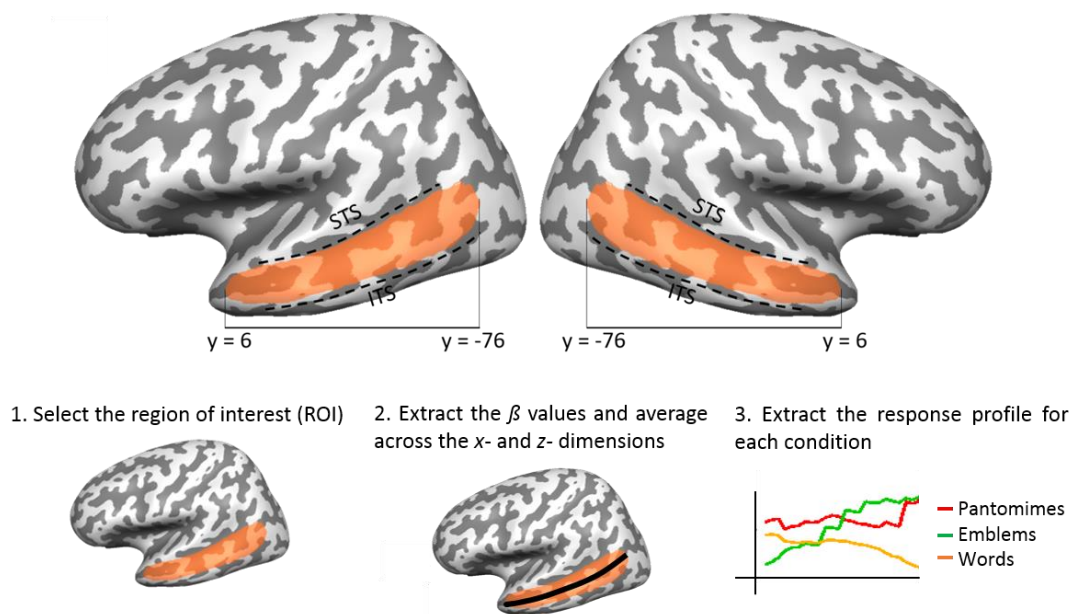 STS
STS
ITS
ITS
y = 6
y = -76
y = -76
y = 6
1. Select the region of interest (ROI)
2. Extract the ß values and average
across the x- and z- dimensions
3. Extract the response profile for
each condition
Pantomimes
Emblems
Words